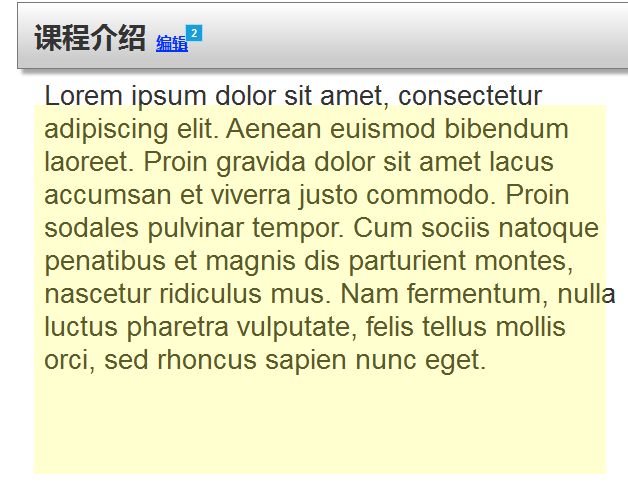 课程介绍 编辑 2
Lorem ipsum dolor sit amet, consectetur
adipiscing elit. Aenean euismod bibendum
laoreet. Proin gravida dolor sit amet lacus
accumsan et viverra justo commodo. Proin
sodales pulvinar tempor. Cum sociis natoque
penatibus et magnis dis parturient montes,
nascetur ridiculus mus. Nam fermentum, nulla
luctus pharetra vulputate, felis tellus mollis
orci, sed rhoncus sapien nunc eget.